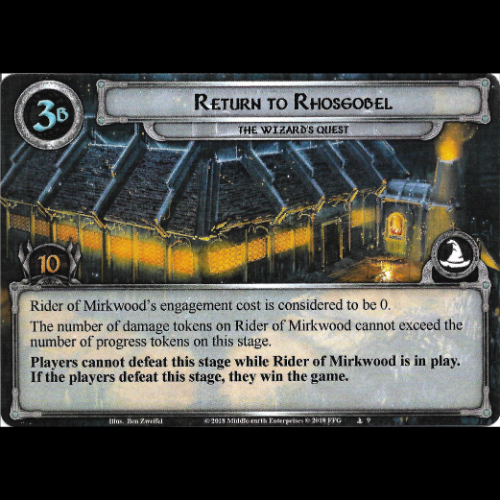 3B
RETURN TO RHOSGOBEL
THE WIZARD'S QUEST
10
Rider of Mirkwood's engagement cost is considered to be 0.
The number of damage tokens on Rider of Mirkwood cannot exceed the
number of progress tokens on this stage.
Players cannot defeat this stage while Rider of Mirkwood is in play.
If the players defeat this stage, they win the game.
Illus. Ben Zweifel
© 2018 Middle-earth Enterprises © 2018 FFG
9